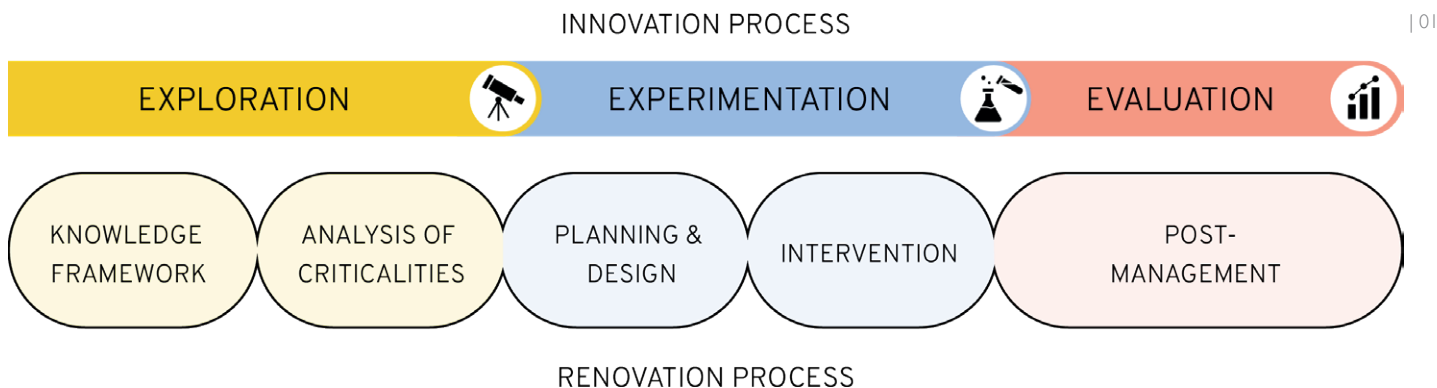 INNOVATION PROCESS
| 01
EXPLORATION
EXPERIMENTATION
EVALUATION
KNOWLEDGE
FRAMEWORK
ANALYSIS OF
CRITICALITIES
PLANNING &
DESIGN
INTERVENTION
POST-
MANAGEMENT
RENOVATION PROCESS